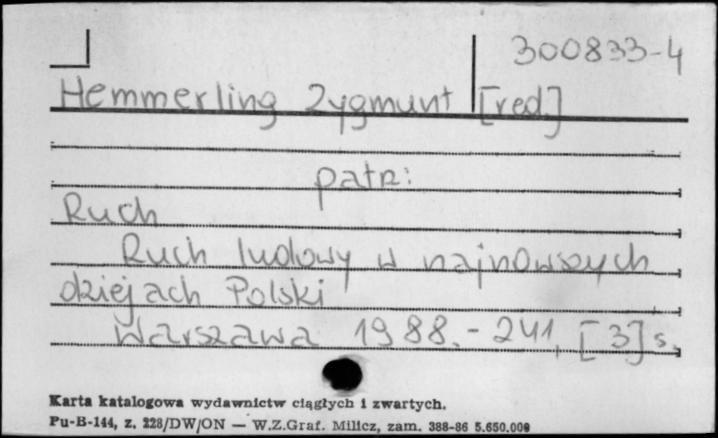 300833-4
Hemmerling Zygmunt [red.]
patrz:
Ruch
Ruch ludowy w najnowszych
dziejach Polski
Warszawa 1988. - 241, [3] s.
Karta katalogowa wydawnictw ciągłych i zwartych.
Pu-B-144, z. 228/DW/ON — W.Z.Graf. Milicz, zam. 388-86 5.650.000